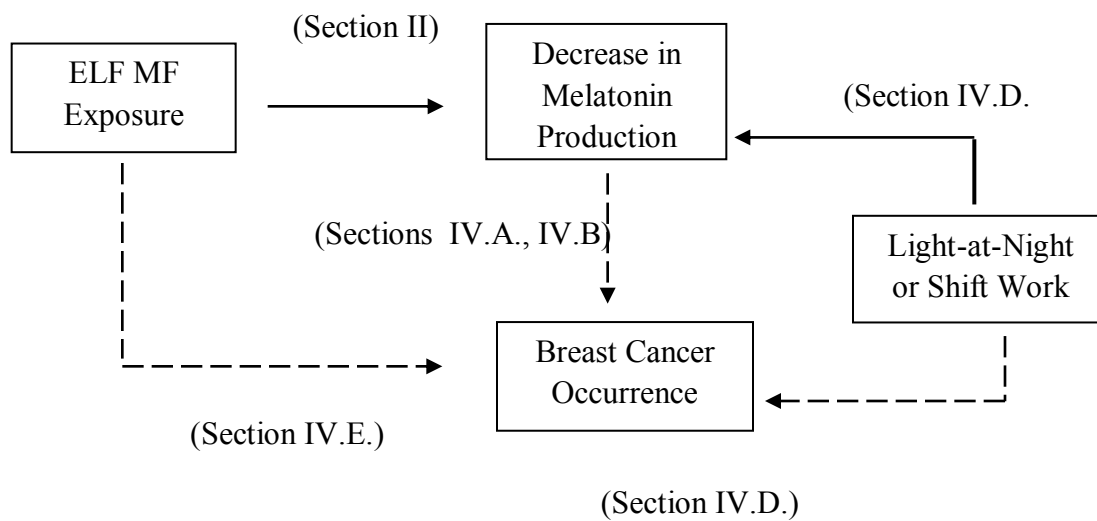 (Section II)
ELF MF
Exposure
Decrease in
Melatonin
Production
(Section IV.D.
(Sections IV.A., IV.B)
Light-at-Night
or Shift Work
Breast Cancer
Occurrence
(Section IV.E.)
(Section IV.D.)